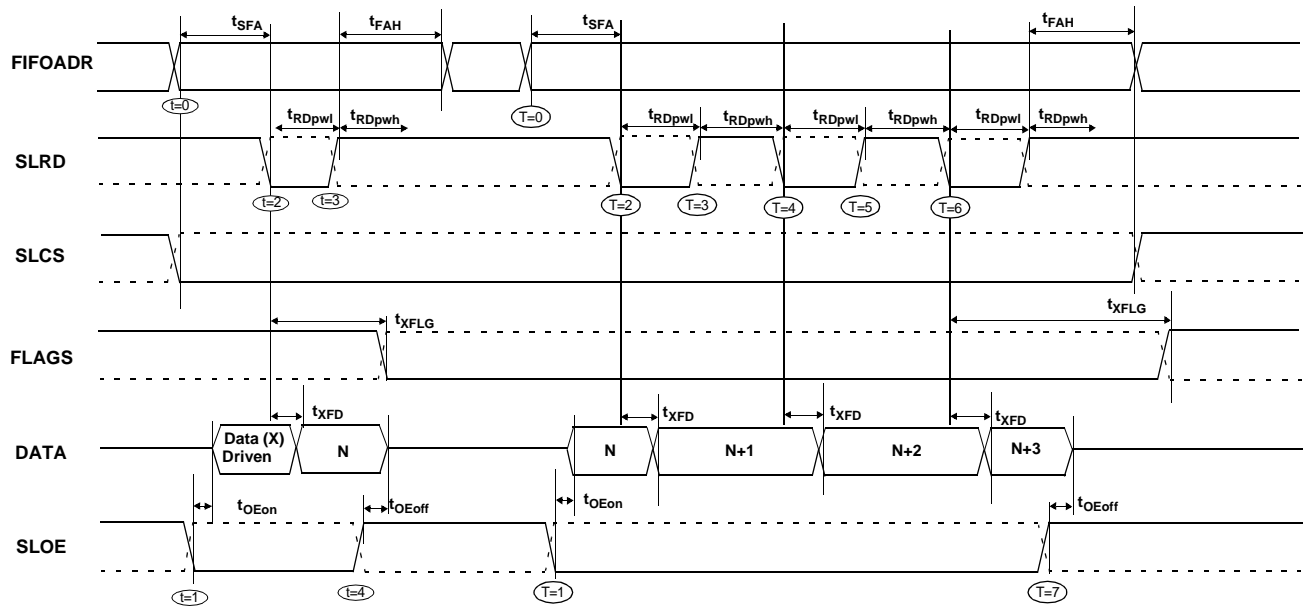 tSFA tFAH tSFA tFAH
FIFOADR
t=0 T=0
tRDpwl tRDpwh tRDpwl tRDpwh tRDpwl tRDpwh tRDpwl tRDpwh
SLRD
t=2 t=3 T=2 T=3 T=4 T=5 T=6
SLCS
tXFLG tXFLG
FLAGS
tXFD tXFD tXFD tXFD
DATA
Data (X)
Driven
N N N+1 N+2 N+3
tOEon tOEoff tOEon tOEoff
SLOE
t=1 t=4 T=1 T=7